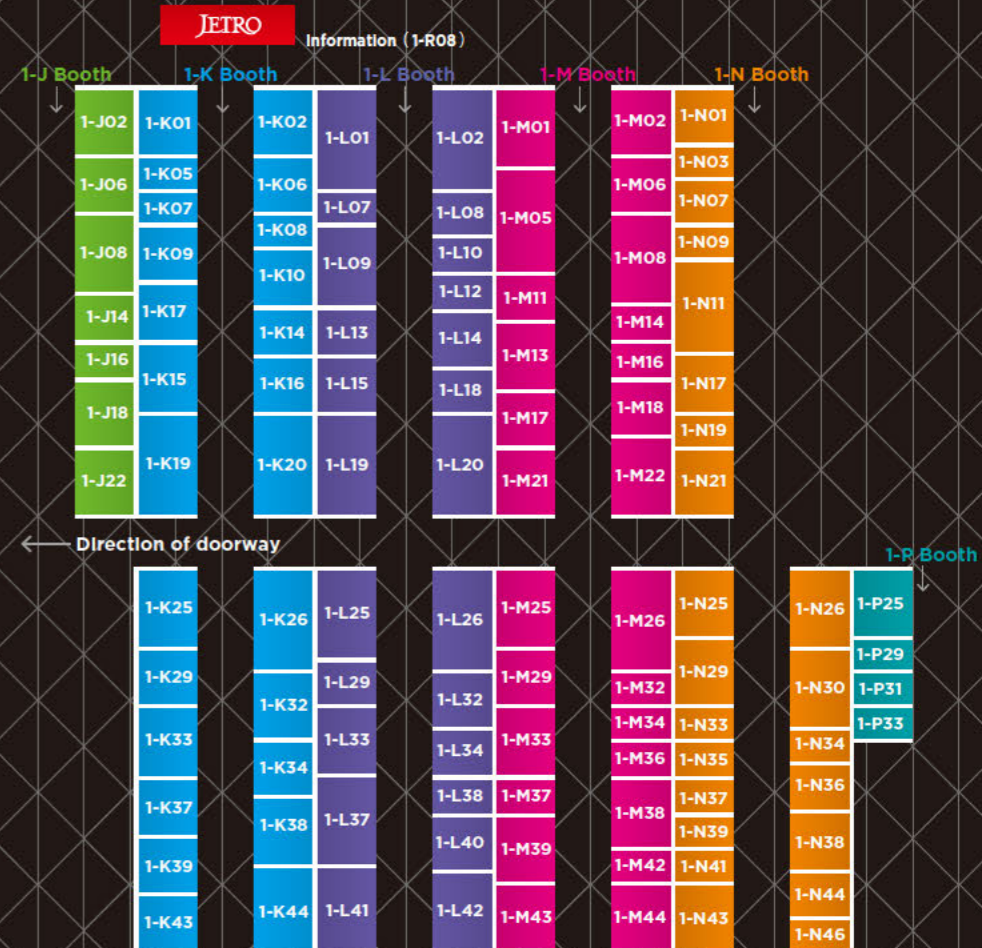 JETRO
Information (1-R08)
1-J Booth
1-K Booth
1-L Booth
1-M Booth
1-N Booth
1-J02
1-J06
1-J08
1-J14
1-J16
1-J18
1-J22
1-K01
1-K05
1-K07
1-K09
1-K17
1-K15
1-K19
1-K02
1-K06
1-K08
1-K10
1-K14
1-K16
1-K20
1-L01
1-L07
1-L09
1-L13
1-L15
1-L19
1-L02
1-L08
1-L10
1-L12
1-L14
1-L18
1-L20
1-M01
1-M05
1-M11
1-M13
1-M17
1-M21
1-M02
1-M06
1-M08
1-M14
1-M16
1-M18
1-M22
1-N01
1-N03
1-N07
1-N09
1-N11
1-N17
1-N19
1-N21
Direction of doorway
1-P Booth
1-K25
1-K29
1-K33
1-K37
1-K39
1-K43
1-K26
1-K32
1-K34
1-K38
1-K44
1-L25
1-L29
1-L33
1-L37
1-L41
1-L26
1-L32
1-L34
1-L38
1-L40
1-L42
1-M25
1-M29
1-M33
1-M37
1-M39
1-M43
1-M26
1-M32
1-M34
1-M36
1-M38
1-M42
1-M44
1-N25
1-N29
1-N33
1-N35
1-N37
1-N39
1-N41
1-N43
1-N26
1-N30
1-N34
1-N36
1-N38
1-N44
1-N46
1-P25
1-P29
1-P31
1-P33